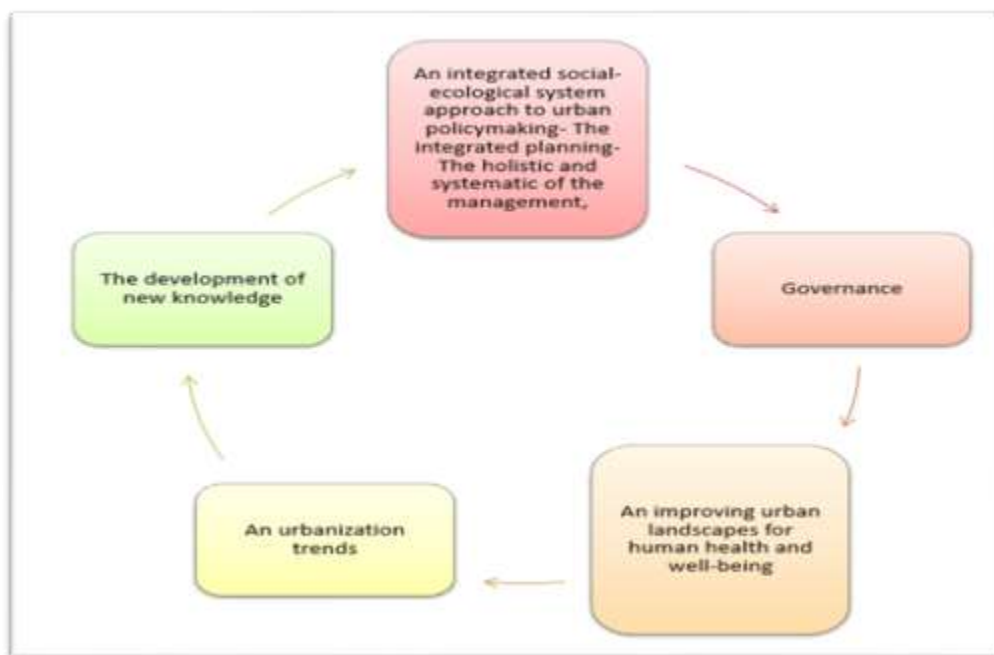 An integrated social-
ecological system
approach to urban
policymaking- The
integrated planning-
The holistic and
systematic of the
management,
Governance
An improving urban
landscapes for
human health and
well-being
An urbanization
trends
The development of
new knowledge